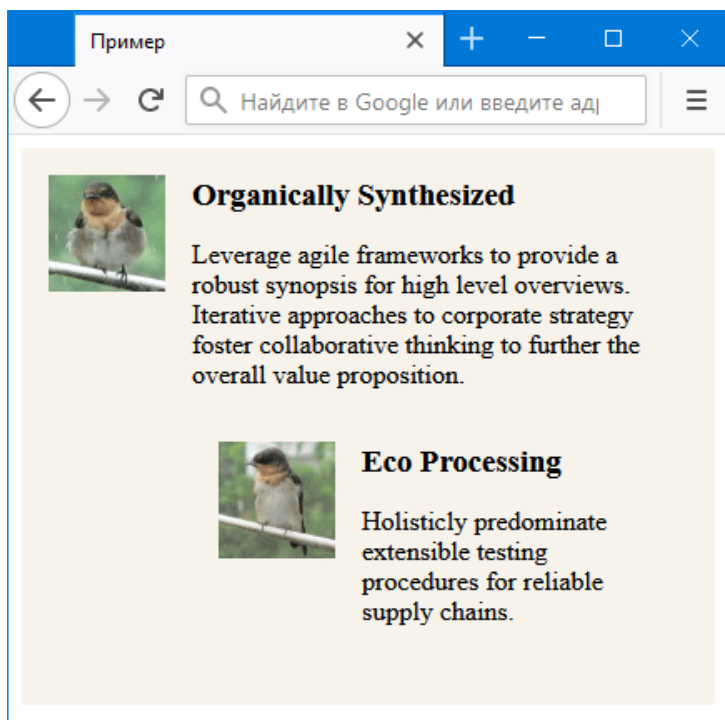 Пример
Найдите в Google или введите адр
Organically Synthesized
Leverage agile frameworks to provide a
robust synopsis for high level overviews.
Iterative approaches to corporate strategy
foster collaborative thinking to further the
overall value proposition.
Eco Processing
Holisticly predominate
extensible testing
procedures for reliable
supply chains.